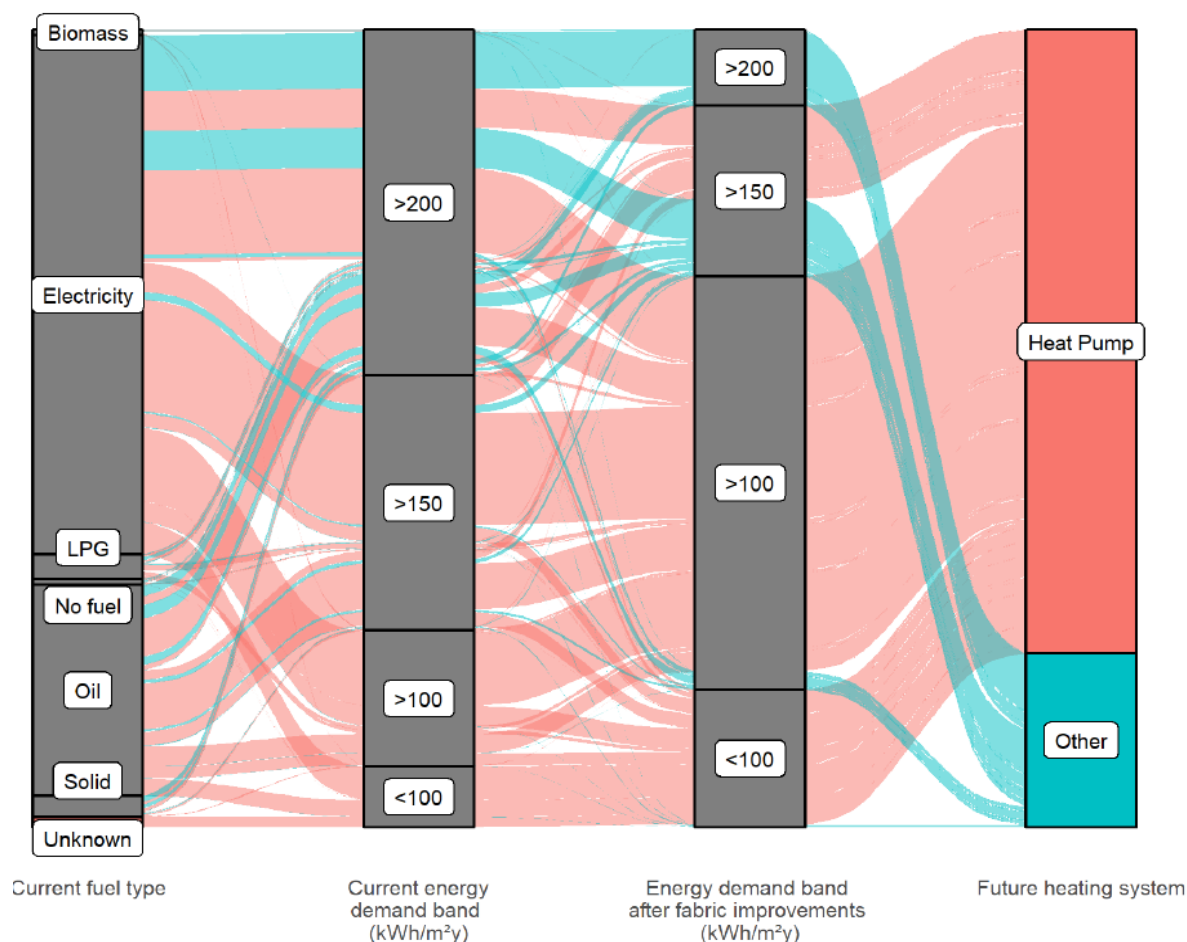 Biomass
Electricity
LPG
No fuel
Oil
Solid
Unknown
>200
>150
>100
<100
>200
>150
>100
<100
Heat Pump
Other
Current fuel type
Current energy
demand band
(kWh/m²y)
Energy demand band
after fabric improvements
(kWh/m²y)
Future heating system